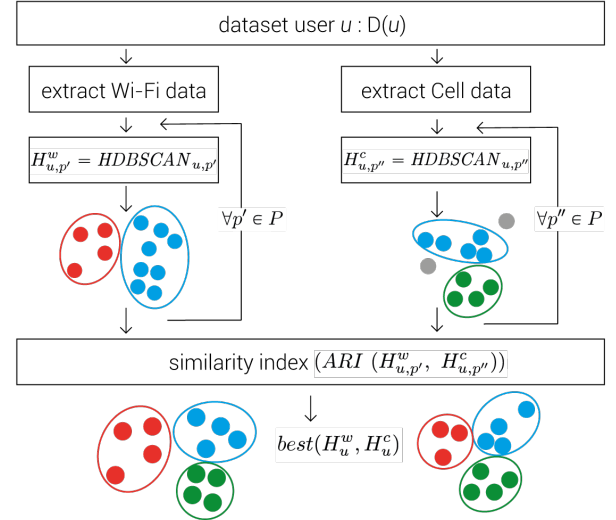 dataset user u : D(u)
extract Wi-Fi data
extract Cell data
H^w_{u,p′} = HDBSCAN_{u,p′}
H^c_{u,p″} = HDBSCAN_{u,p″}
∀p′ ∈ P
∀p″ ∈ P
similarity index (ARI (H^w_{u,p′}, H^c_{u,p″}))
best(H^w_u, H^c_u)